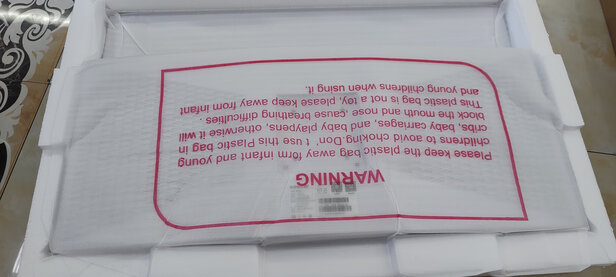 WARNING
Please keep the plastic bag away form infant and young
childrens to aovid choking.Don't use this Plastic bag in
cribs, baby carriages, and baby playpens, otherwise it will
block the mouth and nose ,cause breathing difficulties .
This plastic bag is not a toy, please keep away from infant
and young childrens when using it.